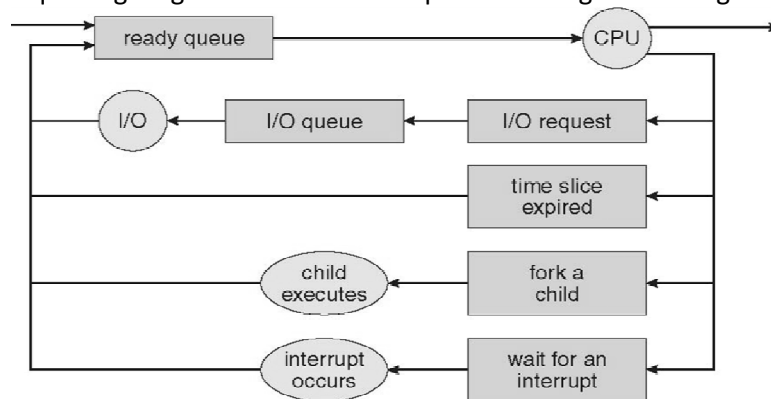 ready queue
CPU
I/O
I/O queue
I/O request
time slice
expired
child
executes
fork a
child
interrupt
occurs
wait for an
interrupt